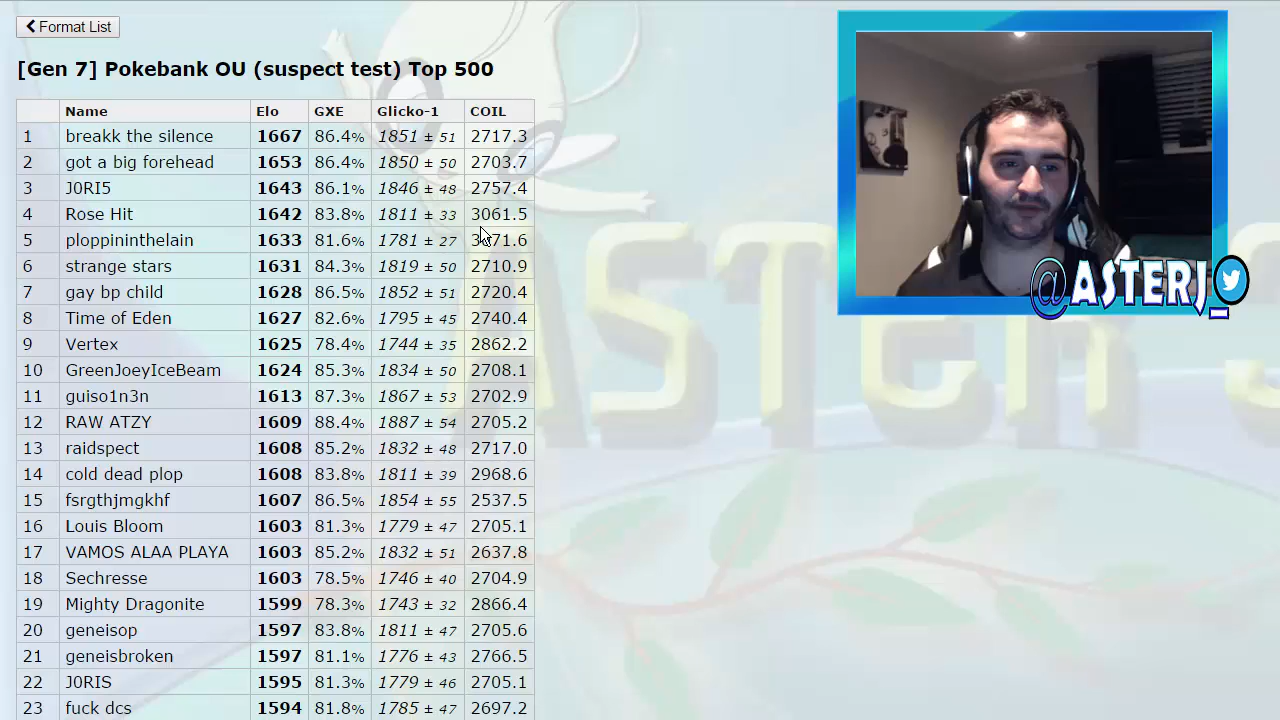 Format List
[Gen 7] Pokebank OU (suspect test) Top 500
Name Elo GXE Glicko-1 COIL
1 breakk the silence 1667 86.4% 1851 ± 51 2717.3
2 got a big forehead 1653 86.4% 1850 ± 50 2703.7
3 J0RI5 1643 86.1% 1846 ± 48 2757.4
4 Rose Hit 1642 83.8% 1811 ± 33 3061.5
5 ploppininthelain 1633 81.6% 1781 ± 27
6 strange stars 1631 84.3% 1819 ± 50 2710.9
7 gay bp child 1628 86.5% 1852 ± 51 2720.4
8 Time of Eden 1627 82.6% 1795 ± 45 2740.4
9 Vertex 1625 78.4% 1744 ± 35 2862.2
10 GreenJoeyIceBeam 1624 85.3% 1834 ± 50 2708.1
11 guiso1n3n 1613 87.3% 1867 ± 53 2702.9
12 RAW ATZY 1609 88.4% 1887 ± 54 2705.2
13 raidspect 1608 85.2% 1832 ± 48 2717.0
14 cold dead plop 1608 83.8% 1811 ± 39 2968.6
15 fsrgthjmgkhf 1607 86.5% 1854 ± 55 2537.5
16 Louis Bloom 1603 81.3% 1779 ± 47 2705.1
17 VAMOS ALAA PLAYA 1603 85.2% 1832 ± 51 2637.8
18 Sechresse 1603 78.5% 1746 ± 40 2704.9
19 Mighty Dragonite 1599 78.3% 1743 ± 32 2866.4
20 geneisop 1597 83.8% 1811 ± 47 2705.6
21 geneisbroken 1597 81.1% 1776 ± 43 2766.5
22 J0RIS 1595 81.3% 1779 ± 46 2705.1
23 fuck dcs 1594 81.8% 1785 ± 47 2697.2
@ASTERJ_